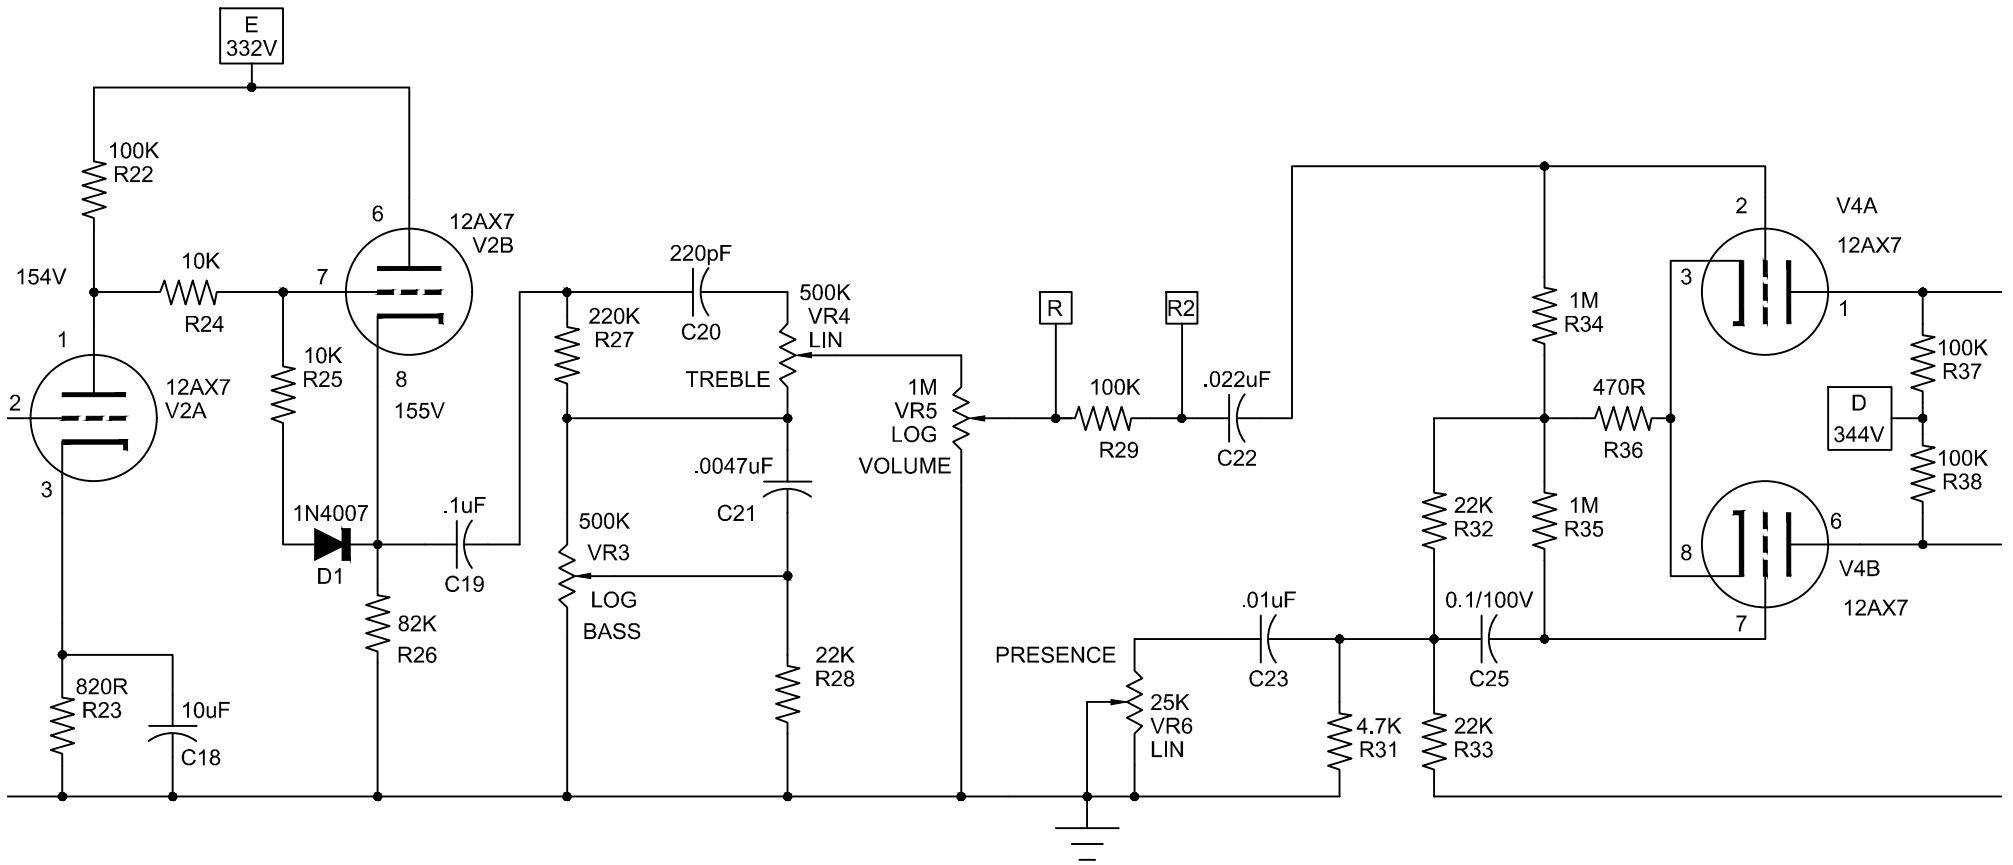 E
332V
100K
R22
6
12AX7
V2B
154V
10K
R24
7
1
10K
R25
8
155V
12AX7
V2A
2
3
1N4007
D1
.1uF
C19
82K
R26
820R
R23
10uF
C18
220pF
C20
220K
R27
500K
VR4
LIN
TREBLE
.0047uF
C21
500K
VR3
LOG
BASS
22K
R28
1M
VR5
LOG
VOLUME
R
100K
R29
R2
.022uF
C22
PRESENCE
25K
VR6
LIN
.01uF
C23
4.7K
R31
22K
R32
22K
R33
0.1/100V
C25
1M
R34
1M
R35
470R
R36
2
V4A
12AX7
3
1
100K
R37
D
344V
100K
R38
6
8
V4B
12AX7
7